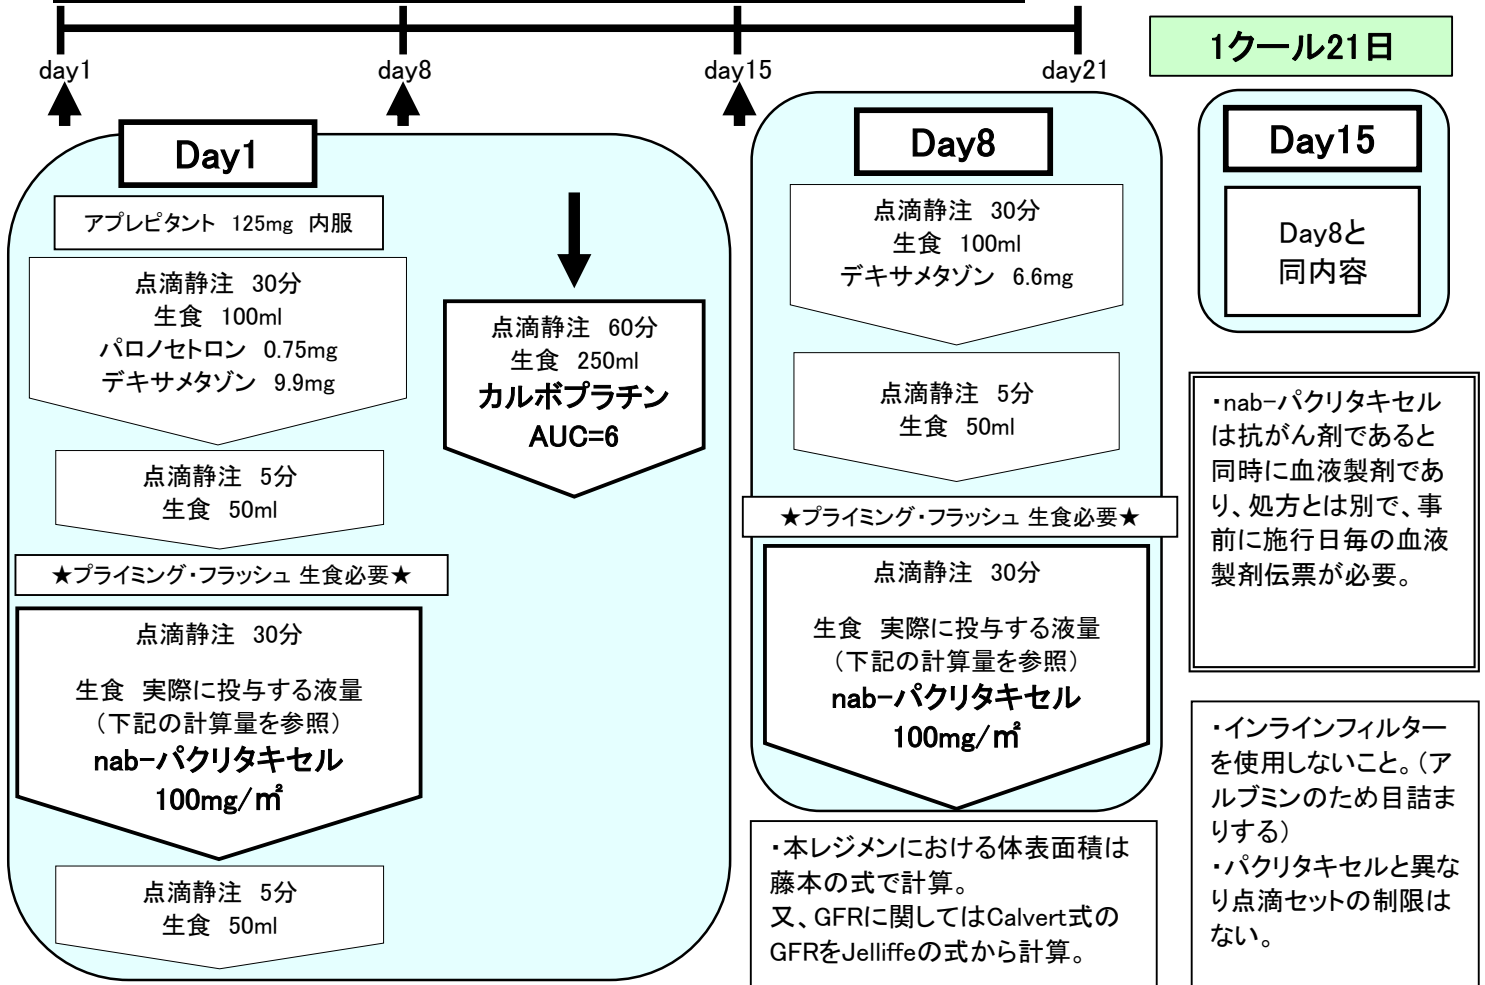 day1
day8
day15
day21
1クール21日
Day1
アプレピタント 125mg 内服
点滴静注 30分
生食 100ml
パロノセトロン 0.75mg
デキサメタゾン 9.9mg
点滴静注 5分
生食 50ml
★プライミング・フラッシュ 生食必要★
点滴静注 30分
生食 実際に投与する液量
（下記の計算量を参照）
nab-パクリタキセル
100mg/㎡
点滴静注 5分
生食 50ml
点滴静注 60分
生食 250ml
カルボプラチン
AUC=6
Day8
点滴静注 30分
生食 100ml
デキサメタゾン 6.6mg
点滴静注 5分
生食 50ml
★プライミング・フラッシュ 生食必要★
点滴静注 30分
生食 実際に投与する液量
（下記の計算量を参照）
nab-パクリタキセル
100mg/㎡
・本レジメンにおける体表面積は
藤本の式で計算。
又、GFRに関してはCalvert式の
GFRをJelliffeの式から計算。
Day15
Day8と
同内容
・nab-パクリタキセル
は抗がん剤であると
同時に血液製剤であ
り、処方とは別で、事
前に施行日毎の血液
製剤伝票が必要。
・インラインフィルター
を使用しないこと。（ア
ルブミンのため目詰ま
りする）
・パクリタキセルと異な
り点滴セットの制限は
ない。